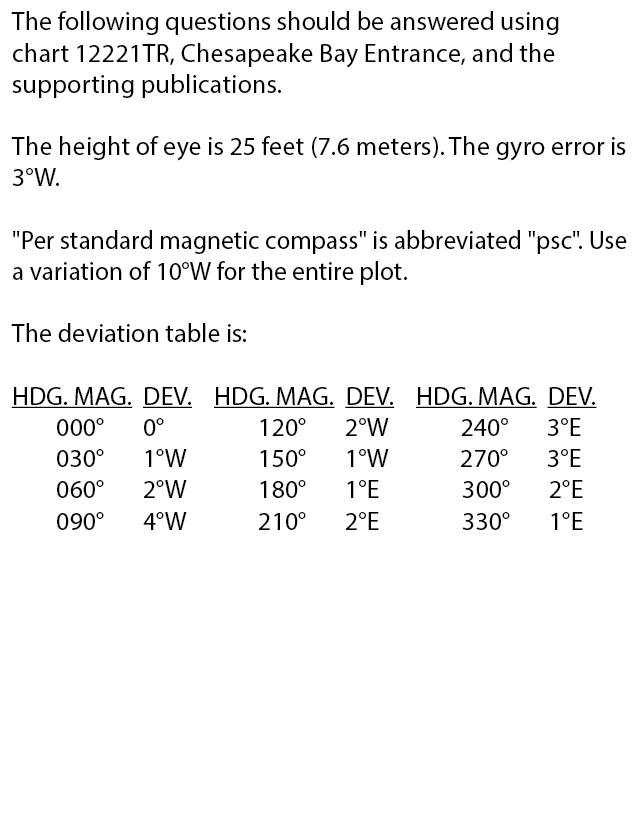 The following questions should be answered using
chart 12221TR, Chesapeake Bay Entrance, and the
supporting publications.
The height of eye is 25 feet (7.6 meters). The gyro error is
3°W.
"Per standard magnetic compass" is abbreviated "psc". Use
a variation of 10°W for the entire plot.
The deviation table is:
HDG. MAG. DEV. HDG. MAG. DEV. HDG. MAG. DEV.
000° 0° 120° 2°W 240° 3°E
030° 1°W 150° 1°W 270° 3°E
060° 2°W 180° 1°E 300° 2°E
090° 4°W 210° 2°E 330° 1°E